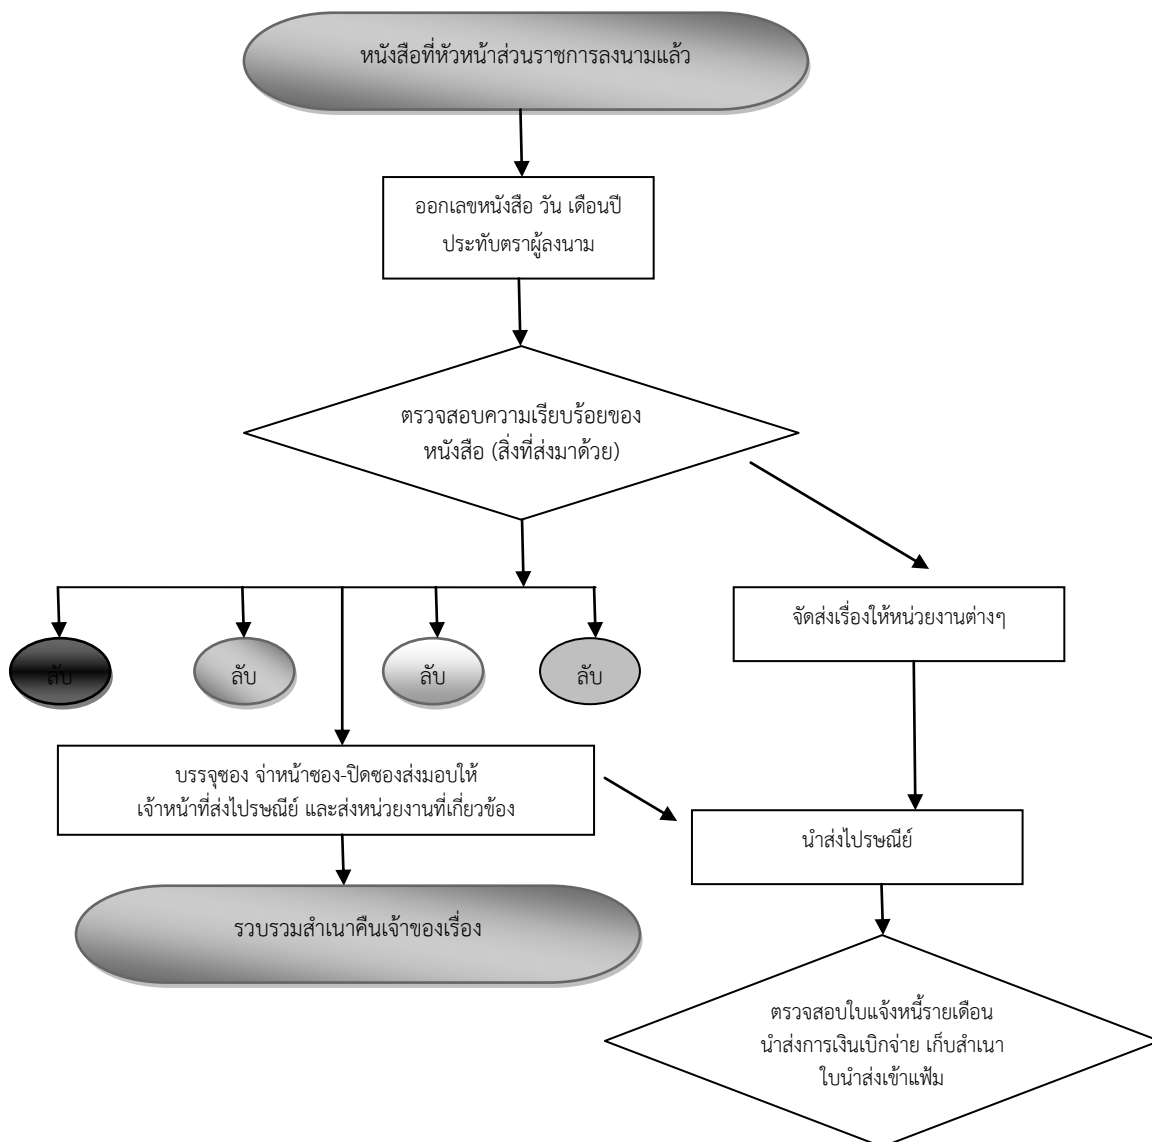 หนังสือที่หัวหน้าส่วนราชการลงนามแล้ว
ออกเลขหนังสือ วัน เดือนปี
ประทับตราผู้ลงนาม
ตรวจสอบความเรียบร้อยของ
หนังสือ (สิ่งที่ส่งมาด้วย)
จัดส่งเรื่องให้หน่วยงานต่างๆ
ลับ
ลับ
ลับ
ลับ
บรรจุซอง จ่าหน้าซอง-ปิดซองส่งมอบให้
เจ้าหน้าที่ส่งไปรษณีย์ และส่งหน่วยงานที่เกี่ยวข้อง
นำส่งไปรษณีย์
รวบรวมสำเนาคืนเจ้าของเรื่อง
ตรวจสอบใบแจ้งหนี้รายเดือน
นำส่งการเงินเบิกจ่าย เก็บสำเนา
ใบนำส่งเข้าแฟ้ม